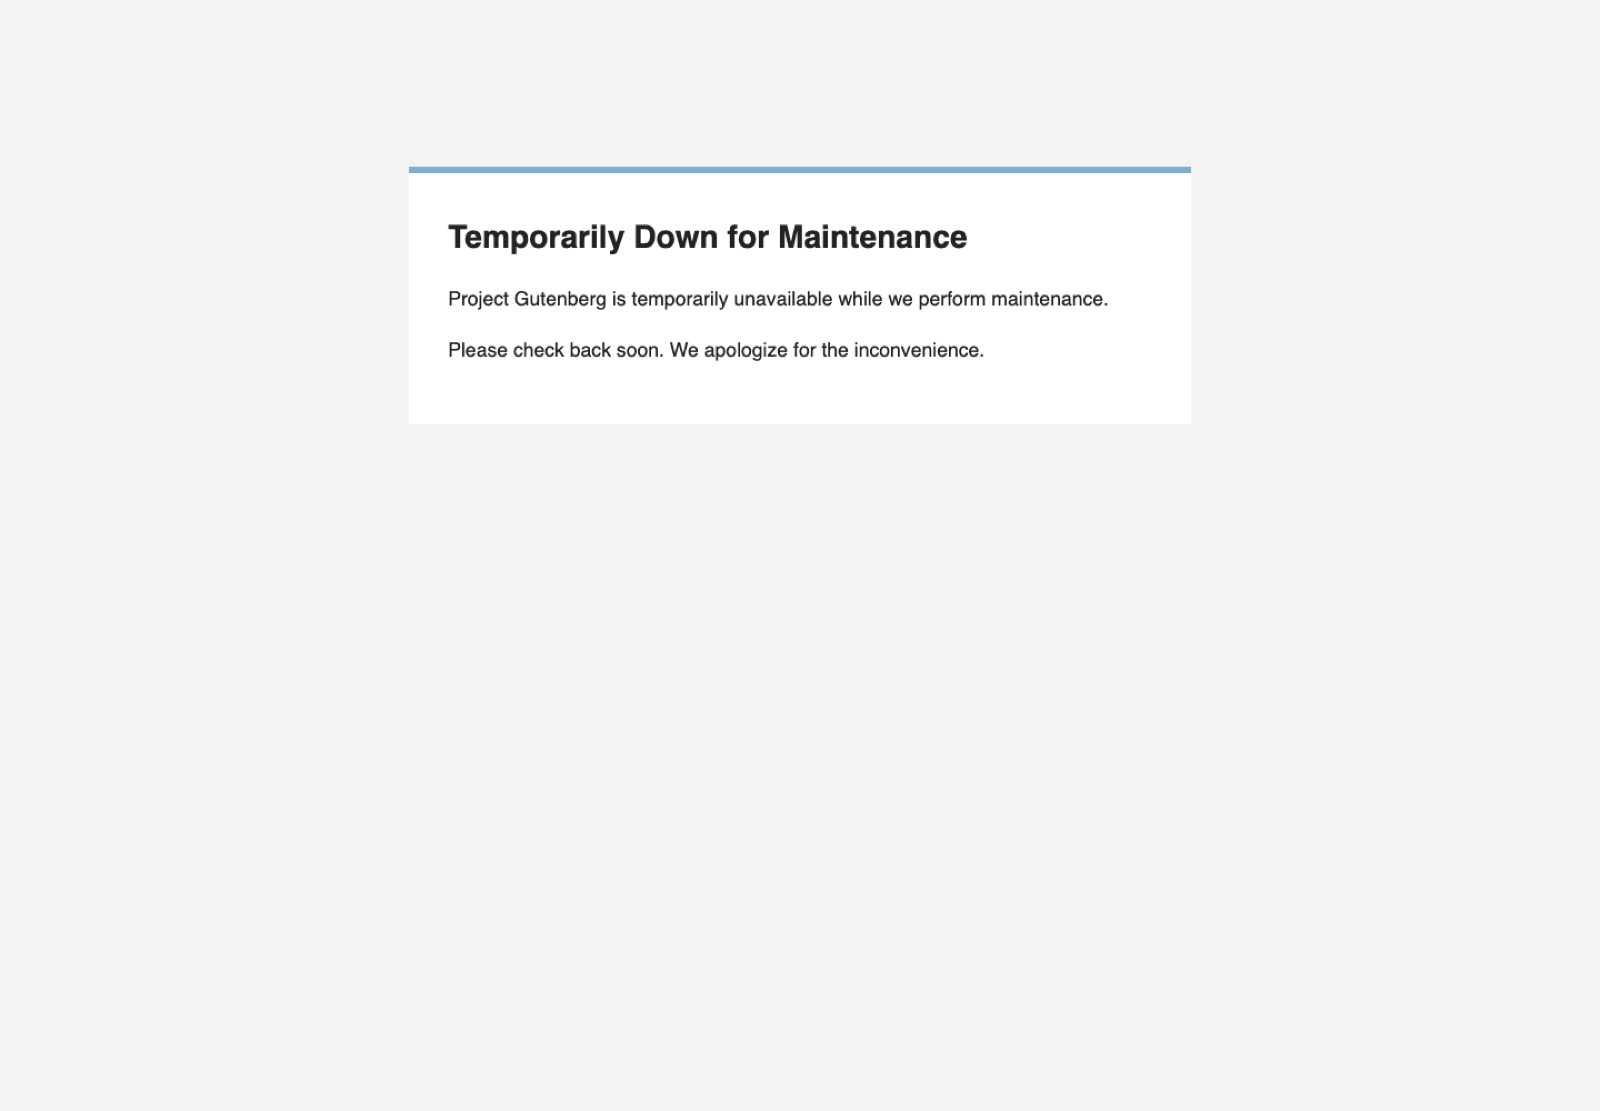 Temporarily Down for Maintenance
Project Gutenberg is temporarily unavailable while we perform maintenance.
Please check back soon. We apologize for the inconvenience.